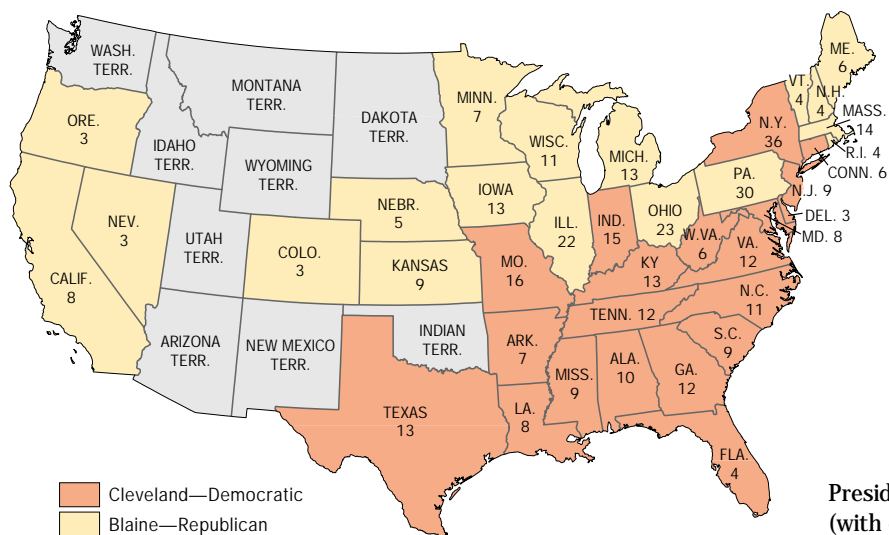 WASH.
TERR.
MONTANA
TERR.
DAKOTA
TERR.
MINN.
7
ORE.
3
IDAHO
TERR.
WYOMING
TERR.
WISC.
11
MICH.
13
ME.
6
VT.
4
N.H.
4
MASS.
14
N.Y.
36
R.I. 4
CONN. 6
PA.
30
N.J. 9
DEL. 3
MD. 8
NEV.
3
UTAH
TERR.
COLO.
3
NEBR.
5
IOWA
13
ILL.
22
IND.
15
OHIO
23
W.VA.
6
VA.
12
CALIF.
8
KANSAS
9
MO.
16
KY
13
N.C.
11
TENN. 12
S.C.
9
ARIZONA
TERR.
NEW MEXICO
TERR.
INDIAN
TERR.
ARK.
7
MISS.
9
ALA.
10
GA.
12
TEXAS
13
LA.
8
FLA.
4
Cleveland—Democratic
Blaine—Republican
Presid
(with